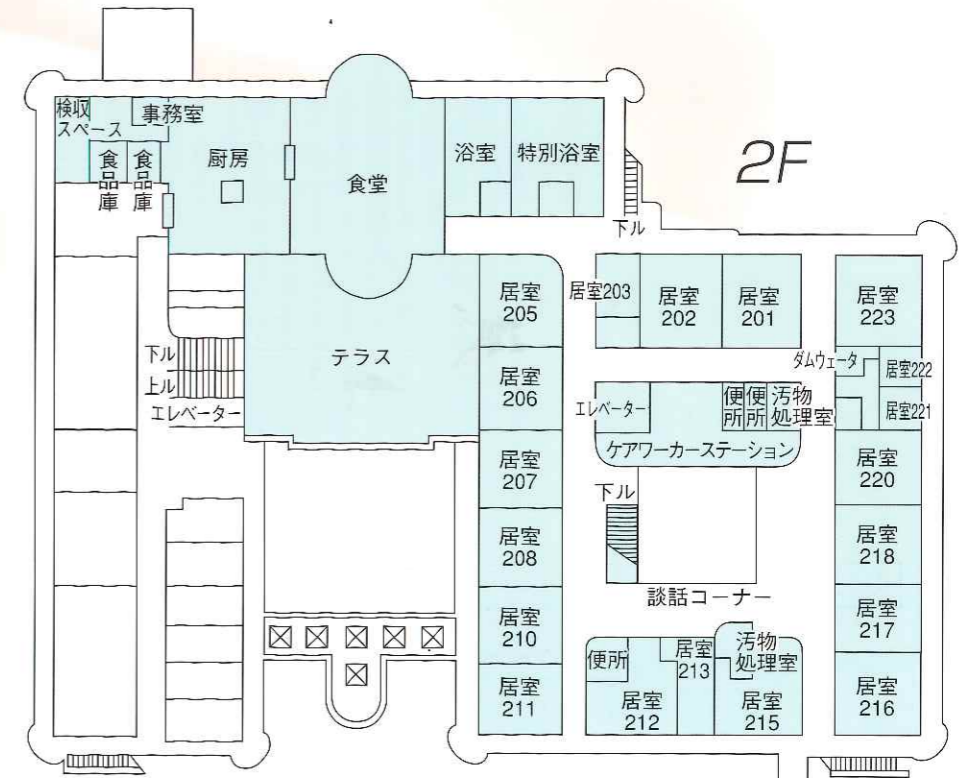 2F
検収
スペース
事務室
食品庫
食品庫
厨房
食堂
浴室
特別浴室
下ル
居室
205
居室203
居室
202
居室
201
居室
223
テラス
下ル
上ル
エレベーター
居室
206
ダムウェータ
居室222
居室221
エレベーター
便所
便所
汚物
処理室
ケアワーカーステーション
居室
207
居室
220
下ル
居室
208
居室
218
談話コーナー
居室
210
居室
217
便所
居室
213
汚物
処理室
居室
211
居室
212
居室
215
居室
216